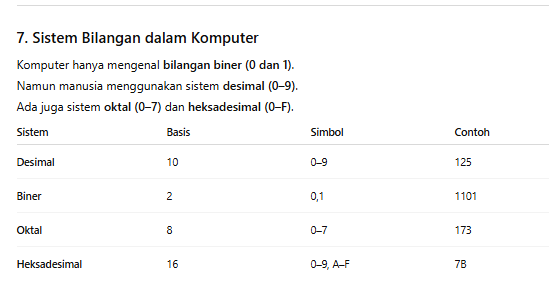 7. Sistem Bilangan dalam Komputer
Komputer hanya mengenal bilangan biner (0 dan 1).
Namun manusia menggunakan sistem desimal (0–9).
Ada juga sistem oktal (0–7) dan heksadesimal (0–F).
Sistem Basis Simbol Contoh
Desimal 10 0–9 125
Biner 2 0,1 1101
Oktal 8 0–7 173
Heksadesimal 16 0–9, A–F 7B